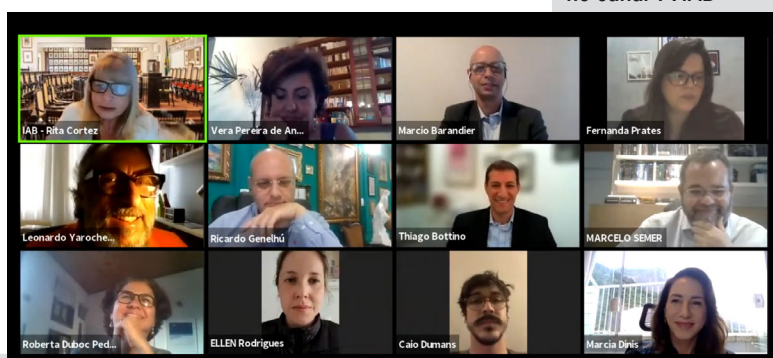 IAB - Rita Cortez
Vera Pereira de An...
Marcio Barandier
Fernanda Prates
Leonardo Yaroche...
Ricardo Genelhú
Thiago Bottino
MARCELO SEMER
Roberta Duboc Ped...
ELLEN Rodrigues
Caio Dumans
Marcia Dinis